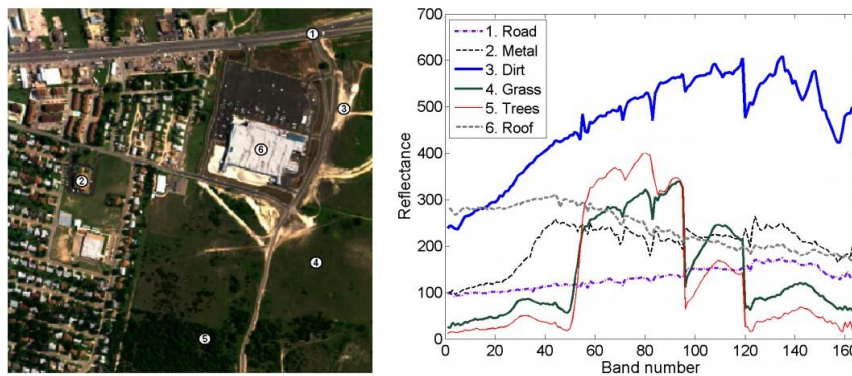 1
3
6
2
4
5
700
600
500
400
300
200
100
0
Reflectance
1. Road
2. Metal
3. Dirt
4. Grass
5. Trees
6. Roof
0 20 40 60 80 100 120 140 160
Band number